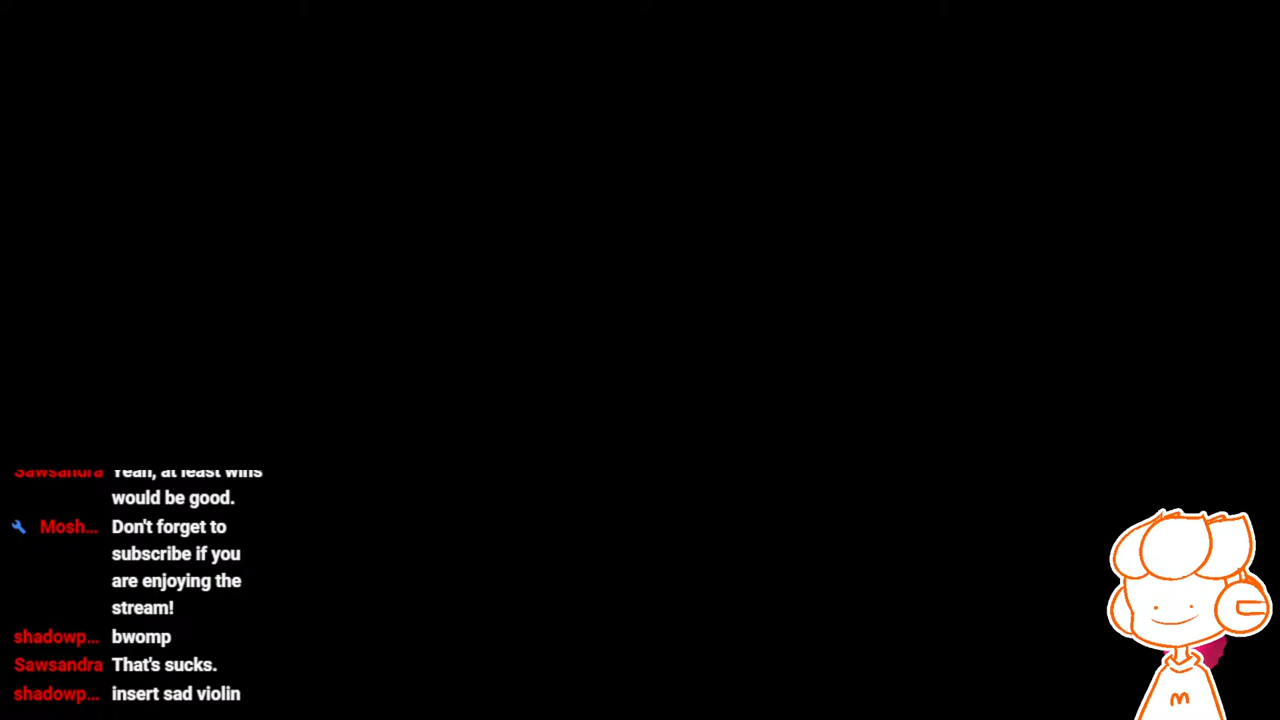 Sawsandra Yeah, at least wins
would be good.
Mosh... Don't forget to
subscribe if you
are enjoying the
stream!
shadowp... bwomp
Sawsandra That's sucks.
shadowp... insert sad violin
m